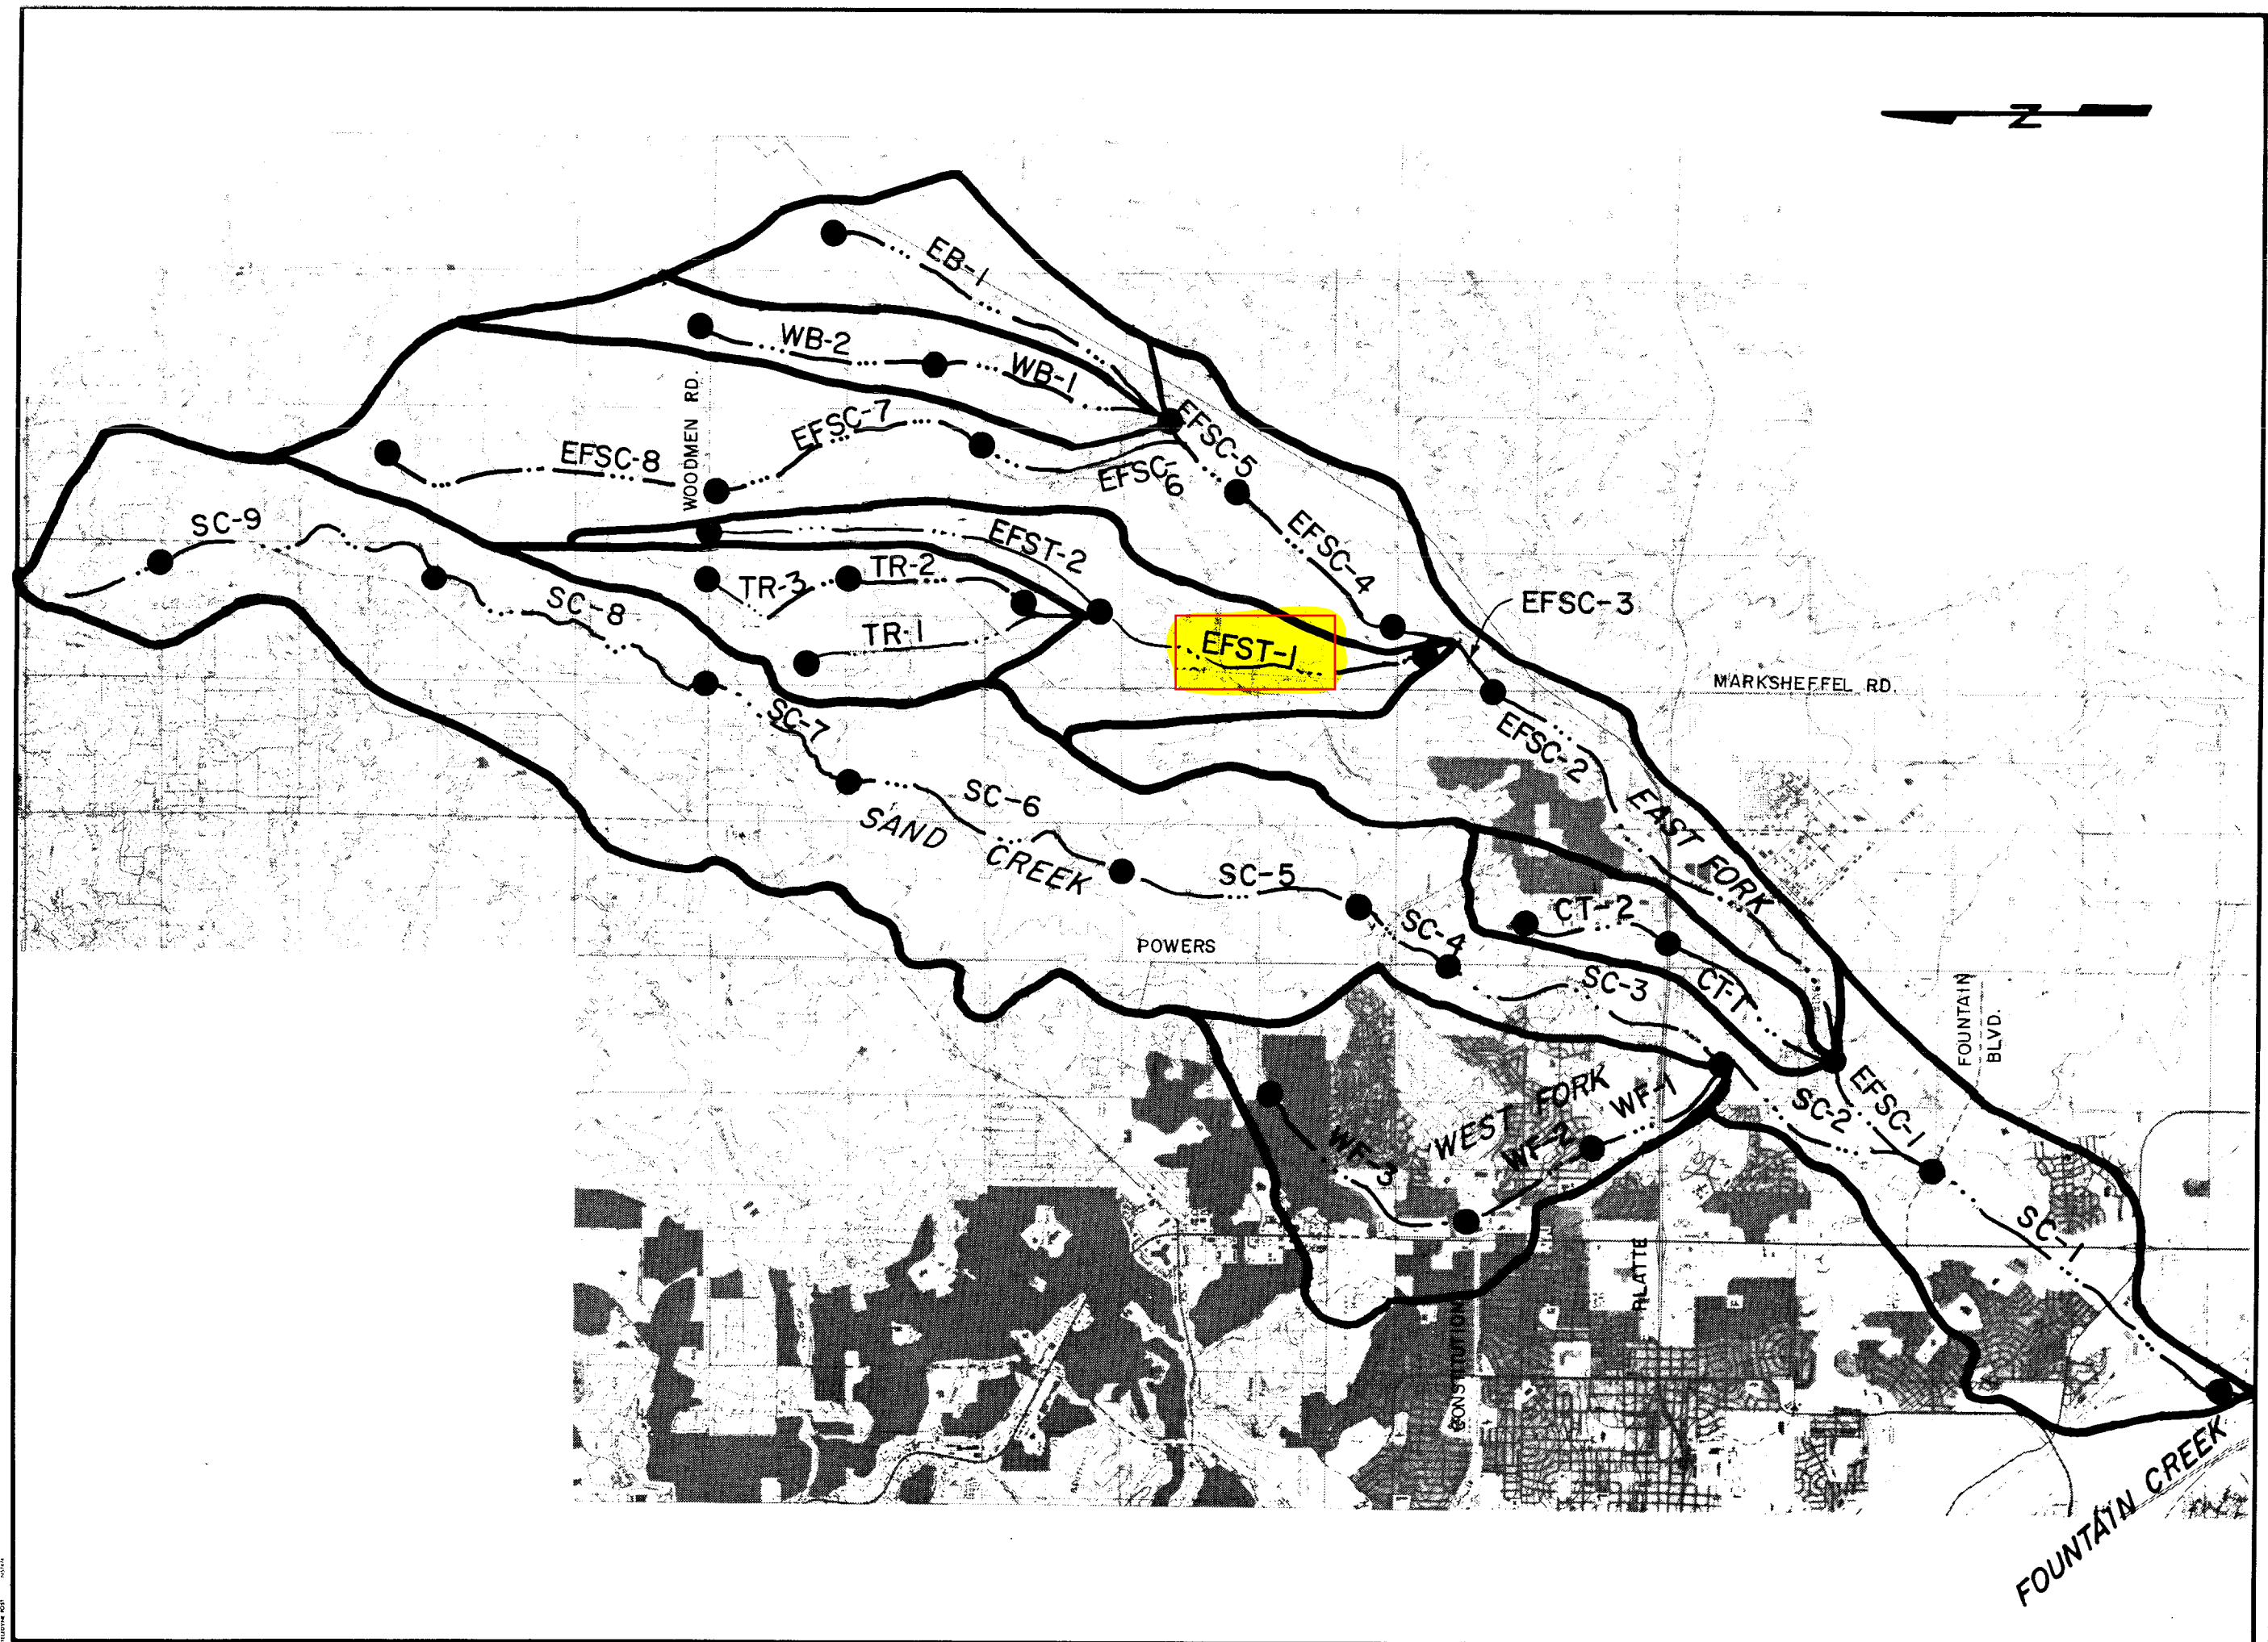 N
EB-1
WB-2
WB-1
WOODMEN RD.
EFSC-7
EFSC-5
EFSC-8
EFSC-
6
SC-9
EFST-2
EFSC-4
TR-2
TR-3
SC-8
EFSC-3
TR-1
EFST-1
MARKSHEFFEL RD.
SC-7
EFSC-2
SC-6
SAND CREEK
EAST FORK
SC-5
CT-2
SC-4
POWERS
SC-3
CT-1
FOUNTAIN
BLVD.
WEST FORK
WF-1
EFSC-1
SC-2
WF-2
WF-3
SC-1
PLATTE
CONSTITUTION
FOUNTAIN CREEK